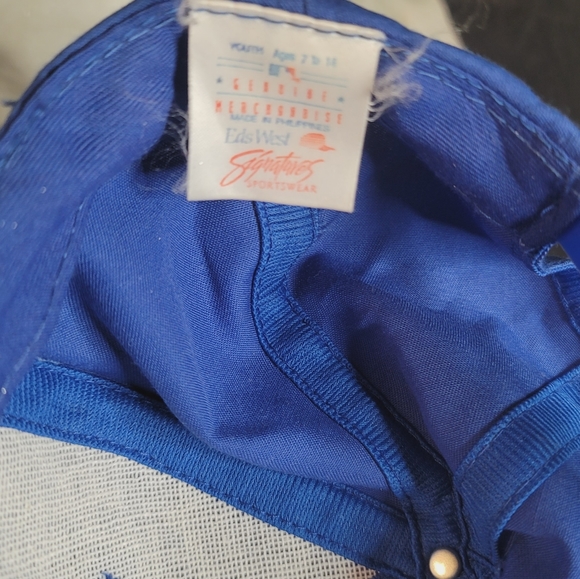 YOUTH Ages 7 to 14
GENUINE
MERCHANDISE
MADE IN PHILIPPINES
Eds West
Signatures
SPORTSWEAR